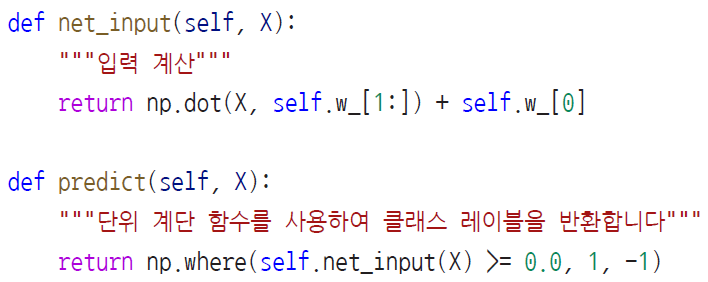 def net_input(self, X):
    """입력 계산"""
    return np.dot(X, self.w_[1:]) + self.w_[0]

def predict(self, X):
    """단위 계단 함수를 사용하여 클래스 레이블을 반환합니다"""
    return np.where(self.net_input(X) >= 0.0, 1, -1)